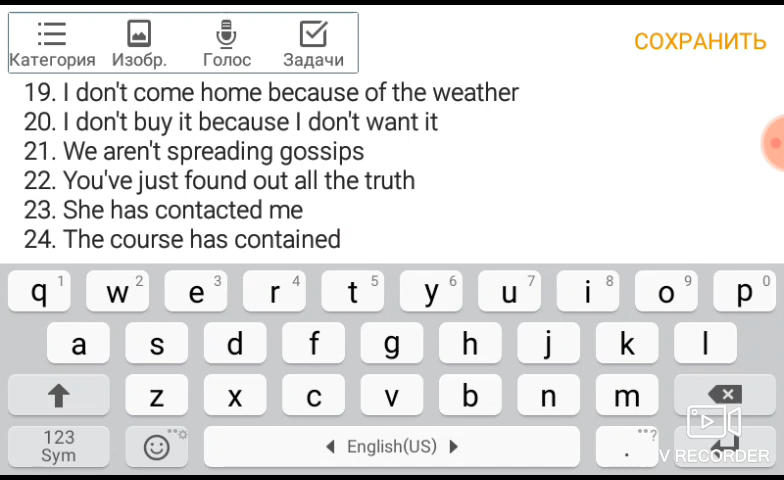 СОХРАНИТЬ
Категория Изобр. Голос Задачи
19. I don't come home because of the weather
20. I don't buy it because I don't want it
21. We aren't spreading gossips
22. You've just found out all the truth
23. She has contacted me
24. The course has contained
q 1 w 2 e 3 r 4 t 5 y 6 u 7 i 8 o 9 p 0
a s d f g h j k l
z x c v b n m
123
Sym
English(US)
. ?
V RECORDER